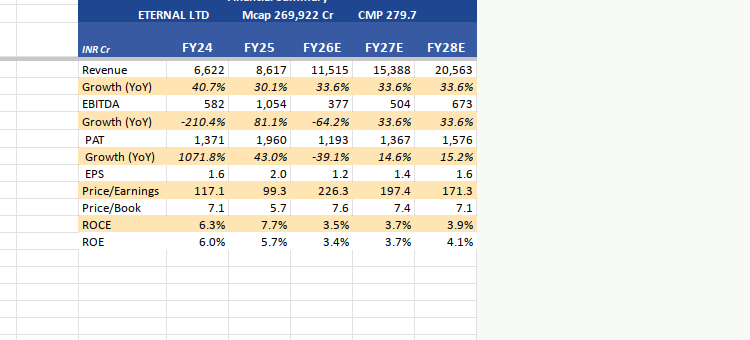 ETERNAL LTD Mcap 269,922 Cr CMP 279.7
INR Cr FY24 FY25 FY26E FY27E FY28E
Revenue 6,622 8,617 11,515 15,388 20,563
Growth (YoY) 40.7% 30.1% 33.6% 33.6% 33.6%
EBITDA 582 1,054 377 504 673
Growth (YoY) -210.4% 81.1% -64.2% 33.6% 33.6%
PAT 1,371 1,960 1,193 1,367 1,576
Growth (YoY) 1071.8% 43.0% -39.1% 14.6% 15.2%
EPS 1.6 2.0 1.2 1.4 1.6
Price/Earnings 117.1 99.3 226.3 197.4 171.3
Price/Book 7.1 5.7 7.6 7.4 7.1
ROCE 6.3% 7.7% 3.5% 3.7% 3.9%
ROE 6.0% 5.7% 3.4% 3.7% 4.1%